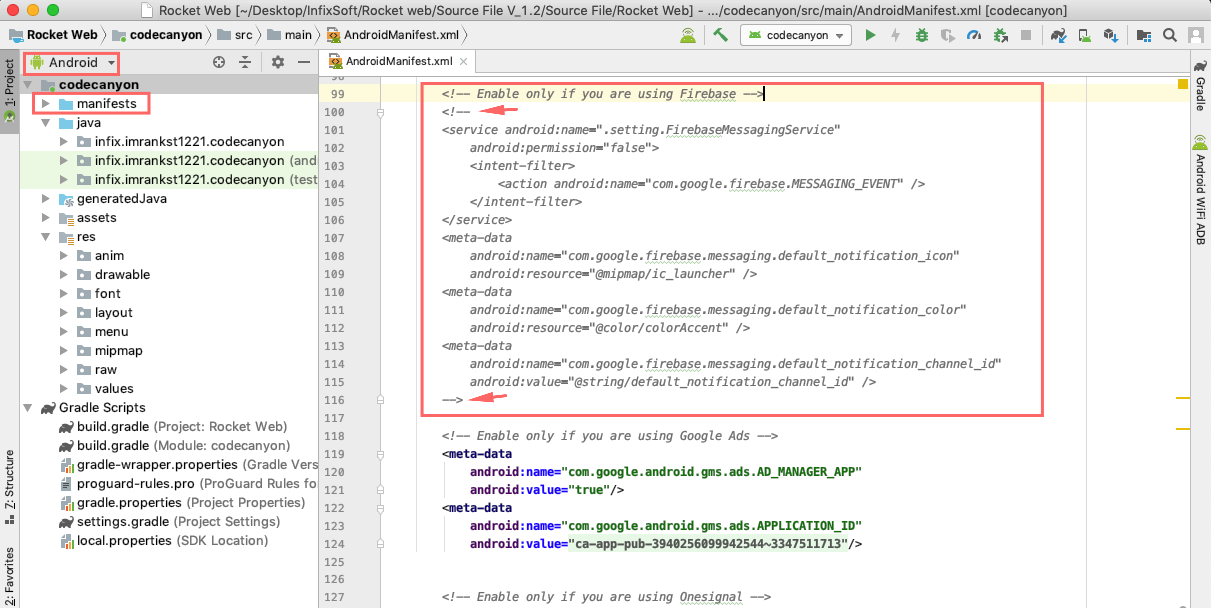 Rocket Web [~/Desktop/InfixSoft/Rocket web/Source File V_1.2/Source File/Rocket Web] - .../codecanyon/src/main/AndroidManifest.xml [codecanyon]
Rocket Web codecanyon src main AndroidManifest.xml codecanyon
Android AndroidManifest.xml
1: Project
7: Structure
2: Favorites
codecanyon
manifests
java
infix.imrankst1221.codecanyon
infix.imrankst1221.codecanyon (and
infix.imrankst1221.codecanyon (test
generatedJava
assets
res
anim
drawable
font
layout
menu
mipmap
raw
values
Gradle Scripts
build.gradle (Project: Rocket Web)
build.gradle (Module: codecanyon)
gradle-wrapper.properties (Gradle Vers
proguard-rules.pro (ProGuard Rules fo
gradle.properties (Project Properties)
settings.gradle (Project Settings)
local.properties (SDK Location)
98
99 <!-- Enable only if you are using Firebase -->
100 <!--
101 <service android:name=".setting.FirebaseMessagingService"
102 android:permission="false">
103 <intent-filter>
104 <action android:name="com.google.firebase.MESSAGING_EVENT" />
105 </intent-filter>
106 </service>
107 <meta-data
108 android:name="com.google.firebase.messaging.default_notification_icon"
109 android:resource="@mipmap/ic_launcher" />
110 <meta-data
111 android:name="com.google.firebase.messaging.default_notification_color"
112 android:resource="@color/colorAccent" />
113 <meta-data
114 android:name="com.google.firebase.messaging.default_notification_channel_id"
115 android:value="@string/default_notification_channel_id" />
116 -->
117
118 <!-- Enable only if you are using Google Ads -->
119 <meta-data
120 android:name="com.google.android.gms.ads.AD_MANAGER_APP"
121 android:value="true"/>
122 <meta-data
123 android:name="com.google.android.gms.ads.APPLICATION_ID"
124 android:value="ca-app-pub-3940256099942544~3347511713"/>
125
126
127 <!-- Enable only if you are using Onesignal -->
Gradle
Android WiFi ADB